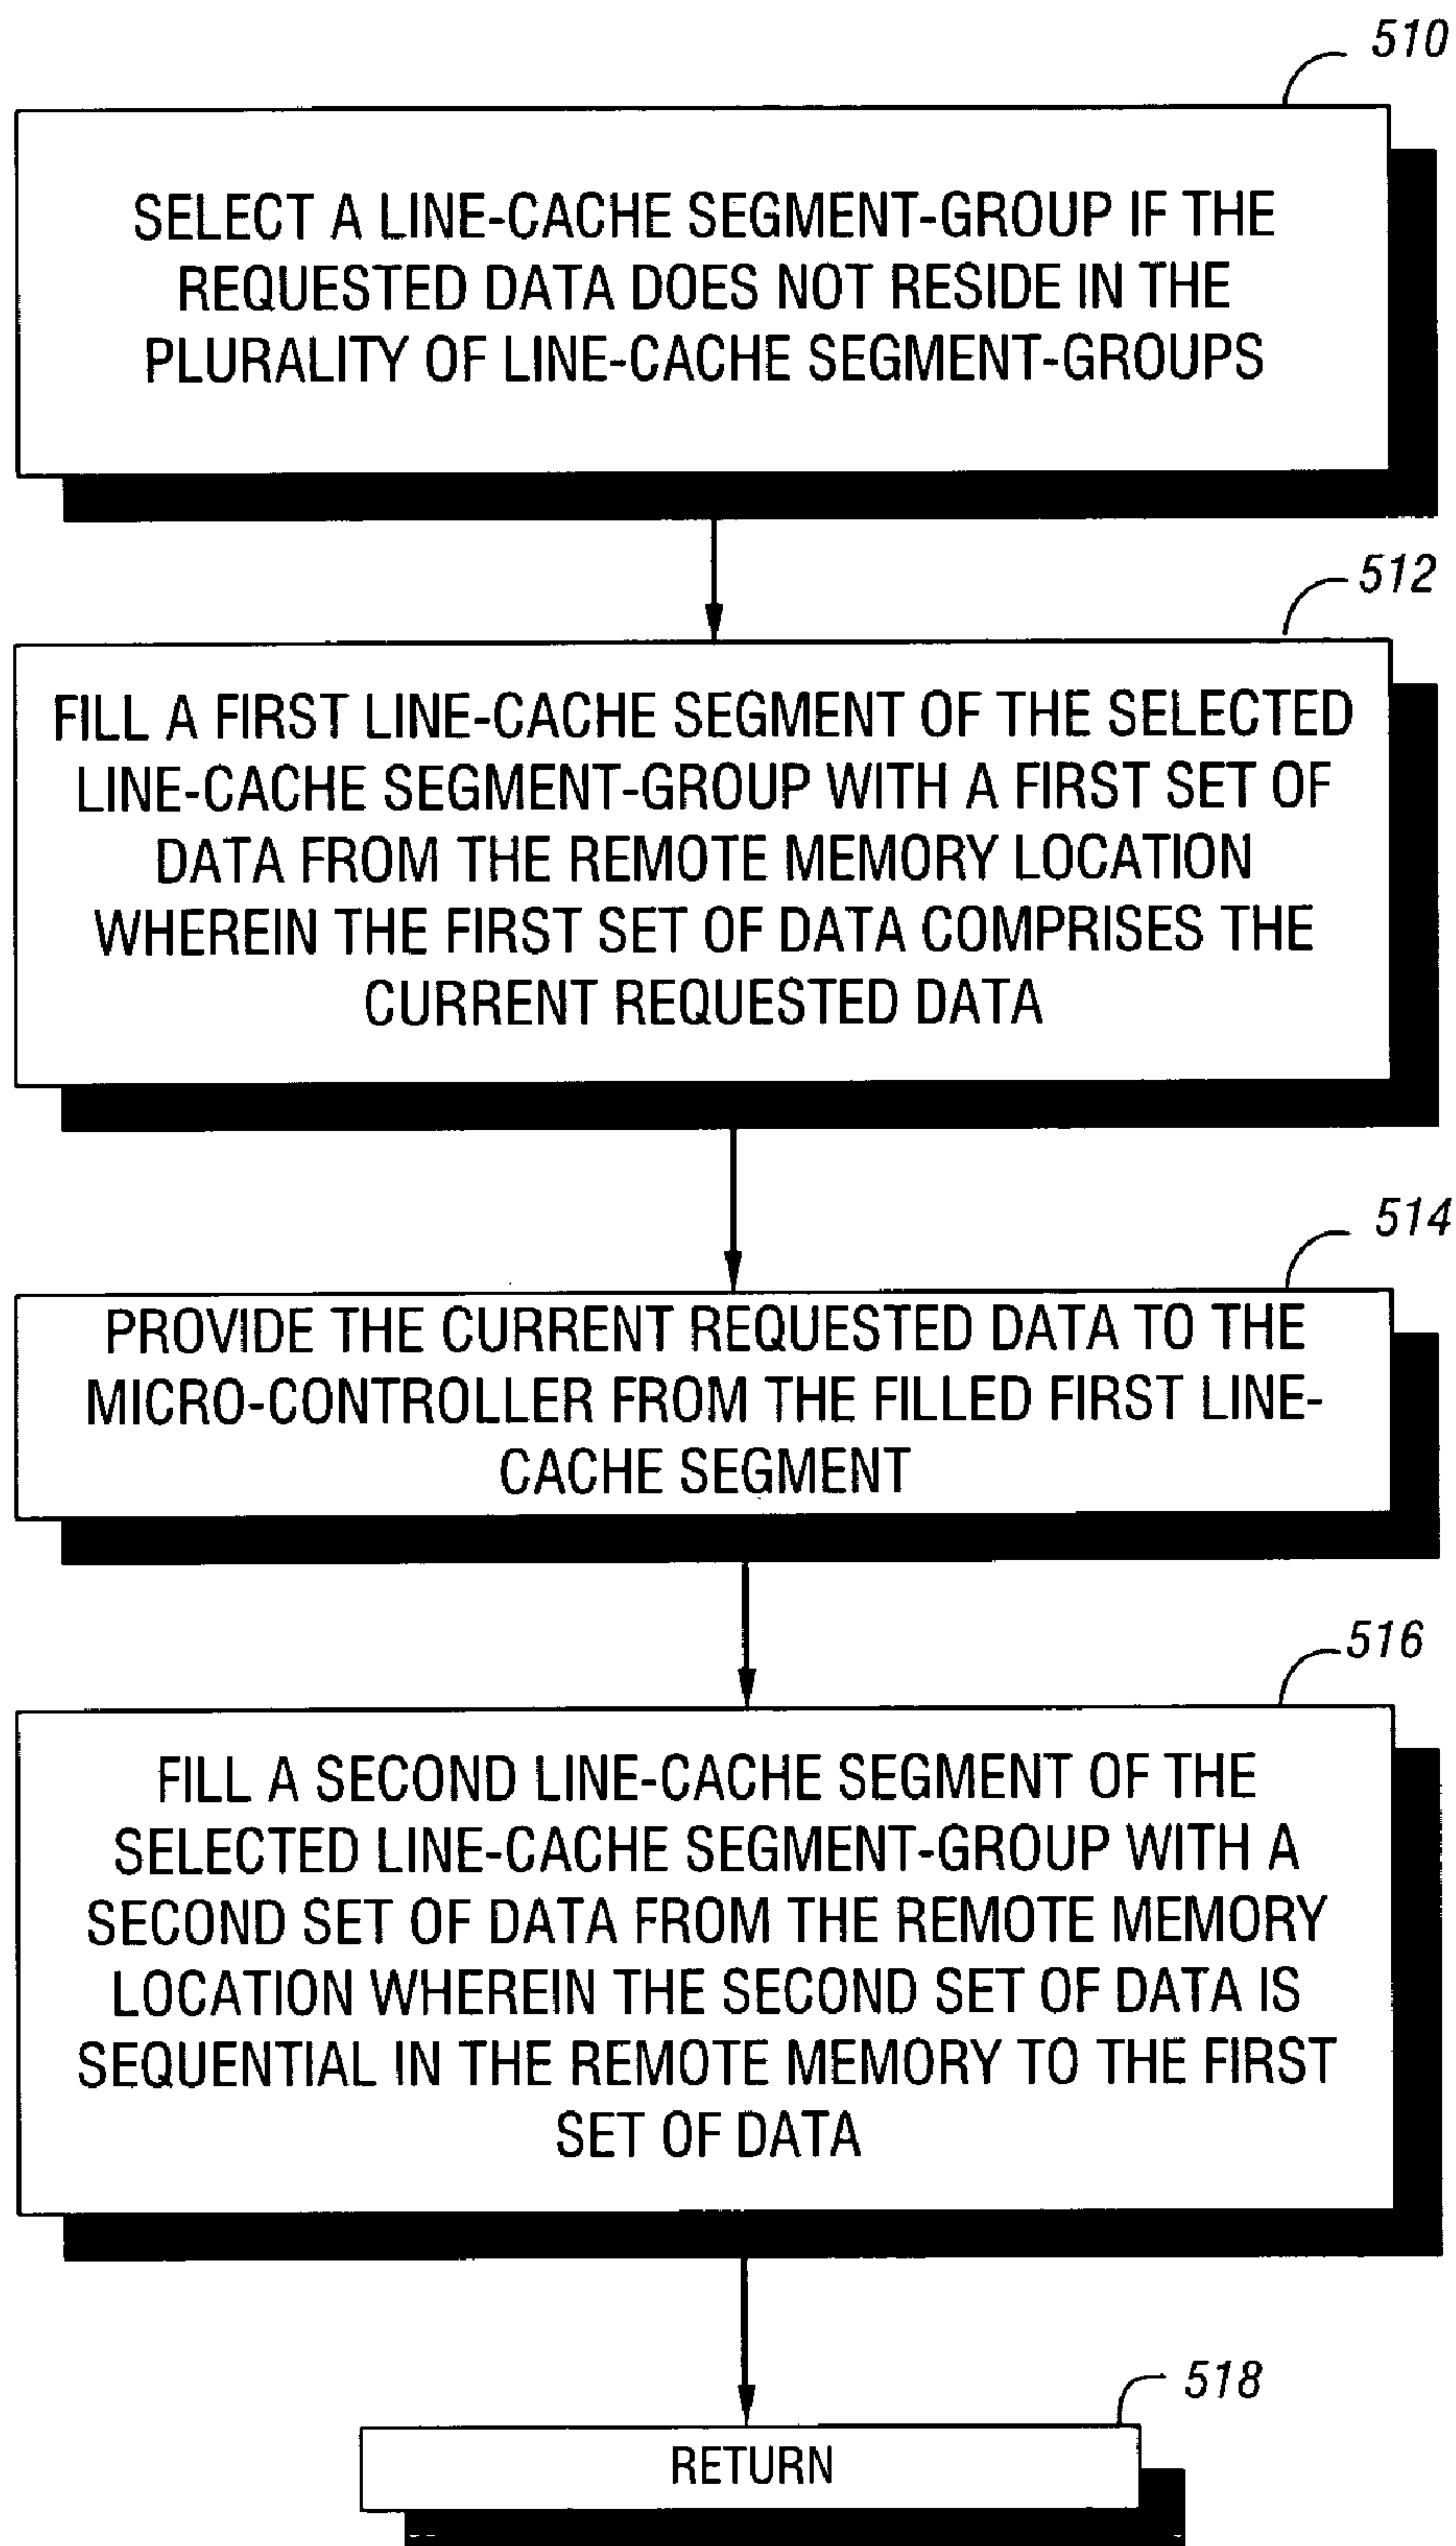 510
SELECT A LINE-CACHE SEGMENT-GROUP IF THE
REQUESTED DATA DOES NOT RESIDE IN THE
PLURALITY OF LINE-CACHE SEGMENT-GROUPS
512
FILL A FIRST LINE-CACHE SEGMENT OF THE SELECTED
LINE-CACHE SEGMENT-GROUP WITH A FIRST SET OF
DATA FROM THE REMOTE MEMORY LOCATION
WHEREIN THE FIRST SET OF DATA COMPRISES THE
CURRENT REQUESTED DATA
514
PROVIDE THE CURRENT REQUESTED DATA TO THE
MICRO-CONTROLLER FROM THE FILLED FIRST LINE-
CACHE SEGMENT
516
FILL A SECOND LINE-CACHE SEGMENT OF THE
SELECTED LINE-CACHE SEGMENT-GROUP WITH A
SECOND SET OF DATA FROM THE REMOTE MEMORY
LOCATION WHEREIN THE SECOND SET OF DATA IS
SEQUENTIAL IN THE REMOTE MEMORY TO THE FIRST
SET OF DATA
518
RETURN